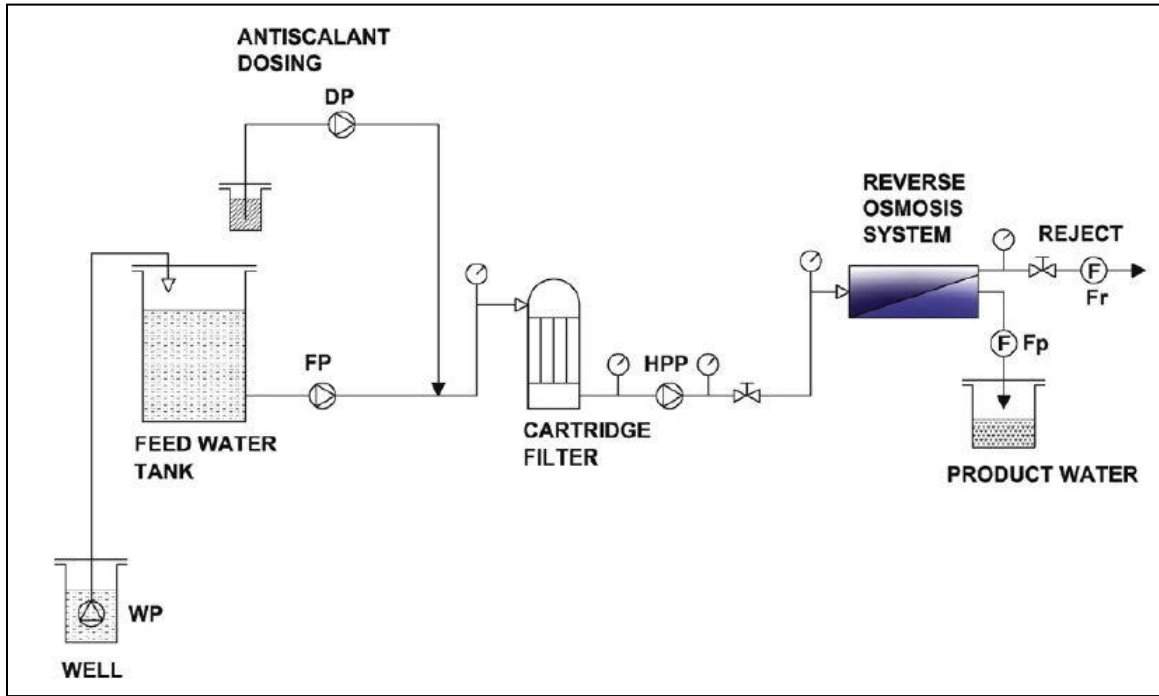 ANTISCALANT
DOSING
DP
REVERSE
OSMOSIS
SYSTEM
REJECT
F
Fr
F
Fp
FP
HPP
FEED WATER
TANK
CARTRIDGE
FILTER
PRODUCT WATER
WP
WELL